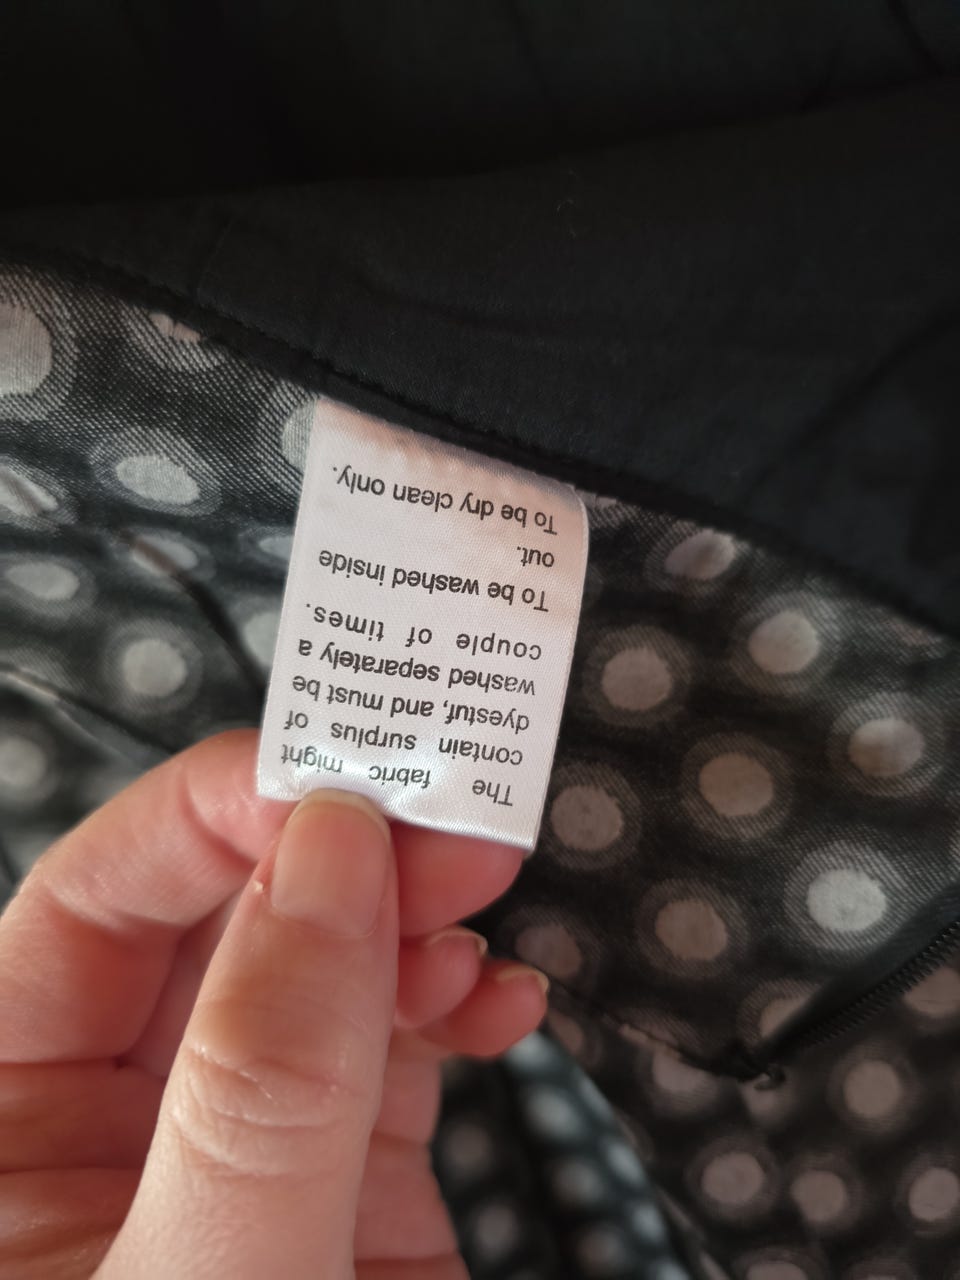 The fabric might
contain surplus of
dyestuf, and must be
washed separately a
couple of times.
To be washed inside
out.
To be dry clean only.